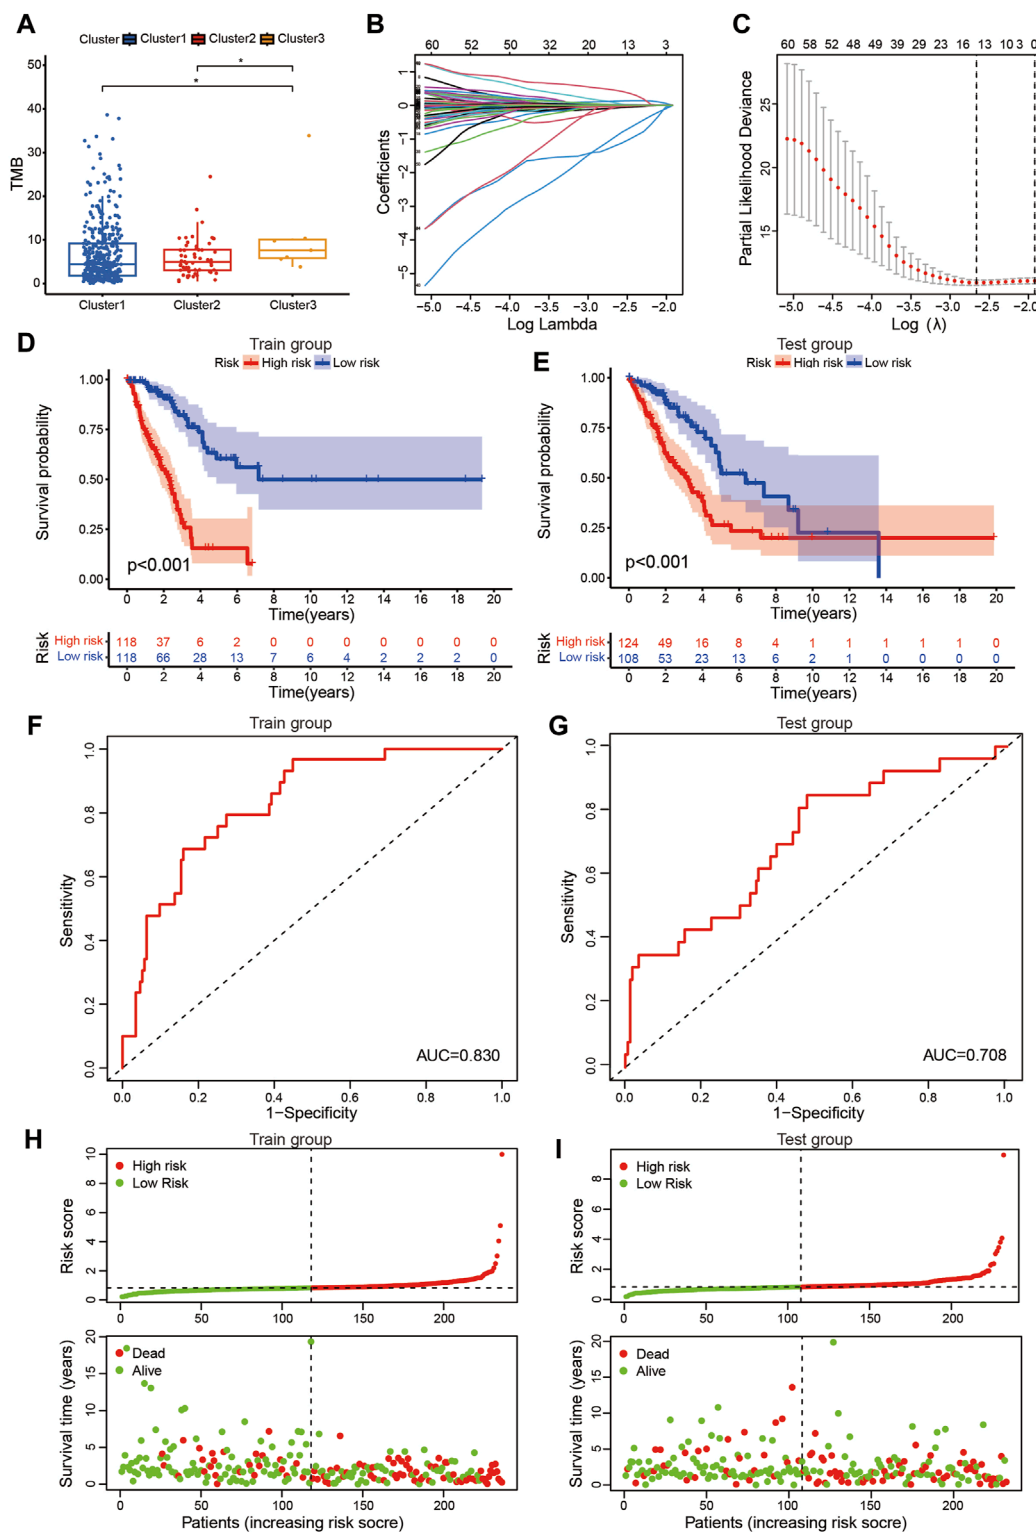 A
Cluster Cluster1 Cluster2 Cluster3
TMB
50
40
30
20
10
0
*
*
Cluster1 Cluster2 Cluster3
B
60 52 50 32 20 13 3
Coefficients
1
0
−1
−2
−3
−4
−5
−5.0 −4.5 −4.0 −3.5 −3.0 −2.5 −2.0
Log Lambda
C
60 58 52 48 49 39 29 23 16 13 10 3 0
Partial Likelihood Deviance
25
20
15
−5.0 −4.5 −4.0 −3.5 −3.0 −2.5 −2.0
Log (λ)
D
Train group
Risk High risk Low risk
Survival probability
1.00
0.75
0.50
0.25
0.00
p<0.001
0 2 4 6 8 10 12 14 16 18 20
Time(years)
Risk
High risk 118 37 6 2 0 0 0 0 0 0 0
Low risk 118 66 28 13 7 6 4 2 2 2 0
0 2 4 6 8 10 12 14 16 18 20
Time(years)
E
Test group
Risk High risk Low risk
Survival probability
1.00
0.75
0.50
0.25
0.00
p<0.001
0 2 4 6 8 10 12 14 16 18 20
Time(years)
Risk
High risk 124 49 16 8 4 1 1 1 1 1 0
Low risk 108 53 23 13 6 2 1 0 0 0 0
0 2 4 6 8 10 12 14 16 18 20
Time(years)
F
Train group
Sensitivity
1.0
0.8
0.6
0.4
0.2
0.0
AUC=0.830
0.0 0.2 0.4 0.6 0.8 1.0
1−Specificity
G
Test group
Sensitivity
1.0
0.8
0.6
0.4
0.2
0.0
AUC=0.708
0.0 0.2 0.4 0.6 0.8 1.0
1−Specificity
H
Train group
Risk score
10
8
6
4
2
0
High risk
Low Risk
0 50 100 150 200
Survival time (years)
20
15
10
5
0
Dead
Alive
0 50 100 150 200
Patients (increasing risk socre)
I
Test group
Risk score
8
6
4
2
0
High risk
Low Risk
0 50 100 150 200
Survival time (years)
20
15
10
5
0
Dead
Alive
0 50 100 150 200
Patients (increasing risk socre)